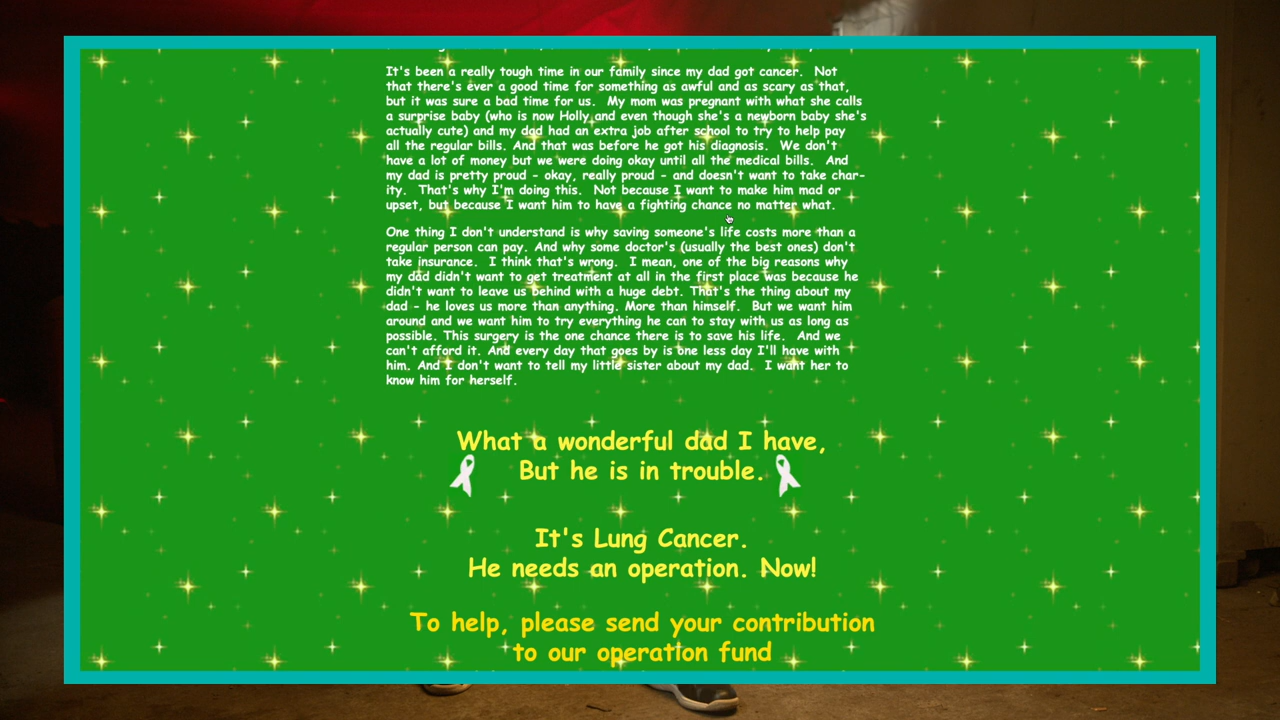 It's been a really tough time in our family since my dad got cancer. Not
that there's ever a good time for something as awful and as scary as that,
but it was sure a bad time for us. My mom was pregnant with what she calls
a surprise baby (who is now Holly and even though she's a newborn baby she's
actually cute) and my dad had an extra job after school to try to help pay
all the regular bills. And that was before he got his diagnosis. We don't
have a lot of money but we were doing okay until all the medical bills. And
my dad is pretty proud - okay, really proud - and doesn't want to take char-
ity. That's why I'm doing this. Not because I want to make him mad or
upset, but because I want him to have a fighting chance no matter what.
One thing I don't understand is why saving someone's life costs more than a
regular person can pay. And why some doctor's (usually the best ones) don't
take insurance. I think that's wrong. I mean, one of the big reasons why
my dad didn't want to get treatment at all in the first place was because he
didn't want to leave us behind with a huge debt. That's the thing about my
dad - he loves us more than anything. More than himself. But we want him
around and we want him to try everything he can to stay with us as long as
possible. This surgery is the one chance there is to save his life. And we
can't afford it. And every day that goes by is one less day I'll have with
him. And I don't want to tell my little sister about my dad. I want her to
know him for herself.
What a wonderful dad I have,
But he is in trouble.
It's Lung Cancer.
He needs an operation. Now!
To help, please send your contribution
to our operation fund